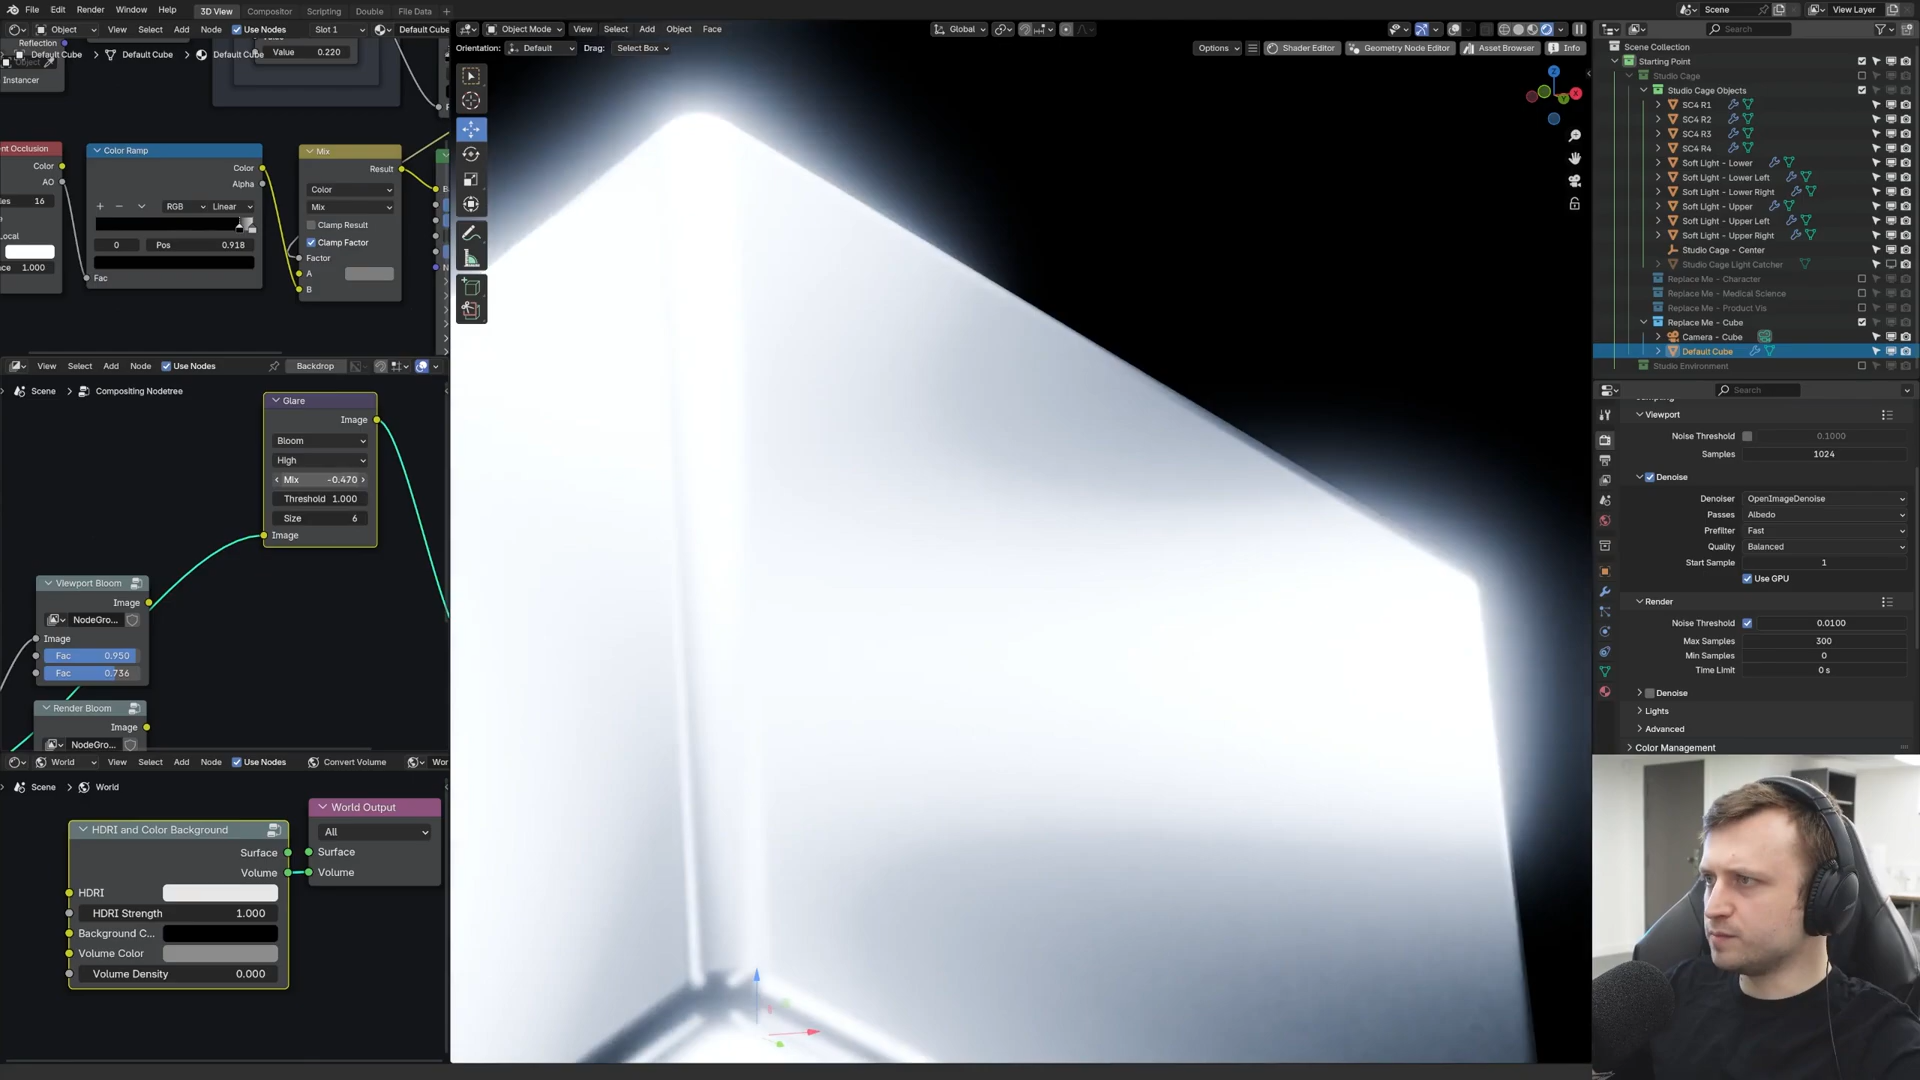 File Edit Render Window Help 3D View Compositor Scripting Double File Data +
Scene View Layer
Object View Select Add Node Use Nodes Slot 1 Default Cube
Object Mode View Select Add Object Face Global
Search
Orientation: Default Drag: Select Box
Options Shader Editor Geometry Node Editor Asset Browser Info
Reflection
Value 0.220
Default Cube Default Cube Default Cube
Instancer
Scene Collection
Starting Point
Studio Cage
Studio Cage Objects
SC4 R1
SC4 R2
SC4 R3
SC4 R4
Soft Light - Lower
Soft Light - Lower Left
Soft Light - Lower Right
Soft Light - Upper
Soft Light - Upper Left
Soft Light - Upper Right
Studio Cage - Center
Studio Cage Light Catcher
Replace Me - Character
Replace Me - Medical Science
Replace Me - Product Vis
Replace Me - Cube
Camera - Cube
Default Cube
Studio Environment
ent Occlusion
Color
AO
les 16
Local
ce 1.000
Color Ramp
Color
Alpha
+ − RGB Linear
0 Pos 0.918
Fac
Mix
Result
Color
Mix
Clamp Result
Clamp Factor
Factor
A
B
View Select Add Node Use Nodes Backdrop
Scene Compositing Nodetree
Glare
Image
Bloom
High
Mix -0.470
Threshold 1.000
Size 6
Image
Viewport Bloom
Image
NodeGro...
Image
Fac 0.950
Fac 0.736
Render Bloom
Image
NodeGro...
World View Select Add Node Use Nodes Convert Volume Wor
Scene World
World Output
All
Surface
Volume
HDRI and Color Background
Surface
Volume
HDRI
HDRI Strength 1.000
Background C...
Volume Color
Volume Density 0.000
Search
Viewport
Noise Threshold 0.1000
Samples 1024
Denoise
Denoiser OpenImageDenoise
Passes Albedo
Prefilter Fast
Quality Balanced
Start Sample 1
Use GPU
Render
Noise Threshold 0.0100
Max Samples 300
Min Samples 0
Time Limit 0 s
Denoise
Lights
Advanced
Color Management